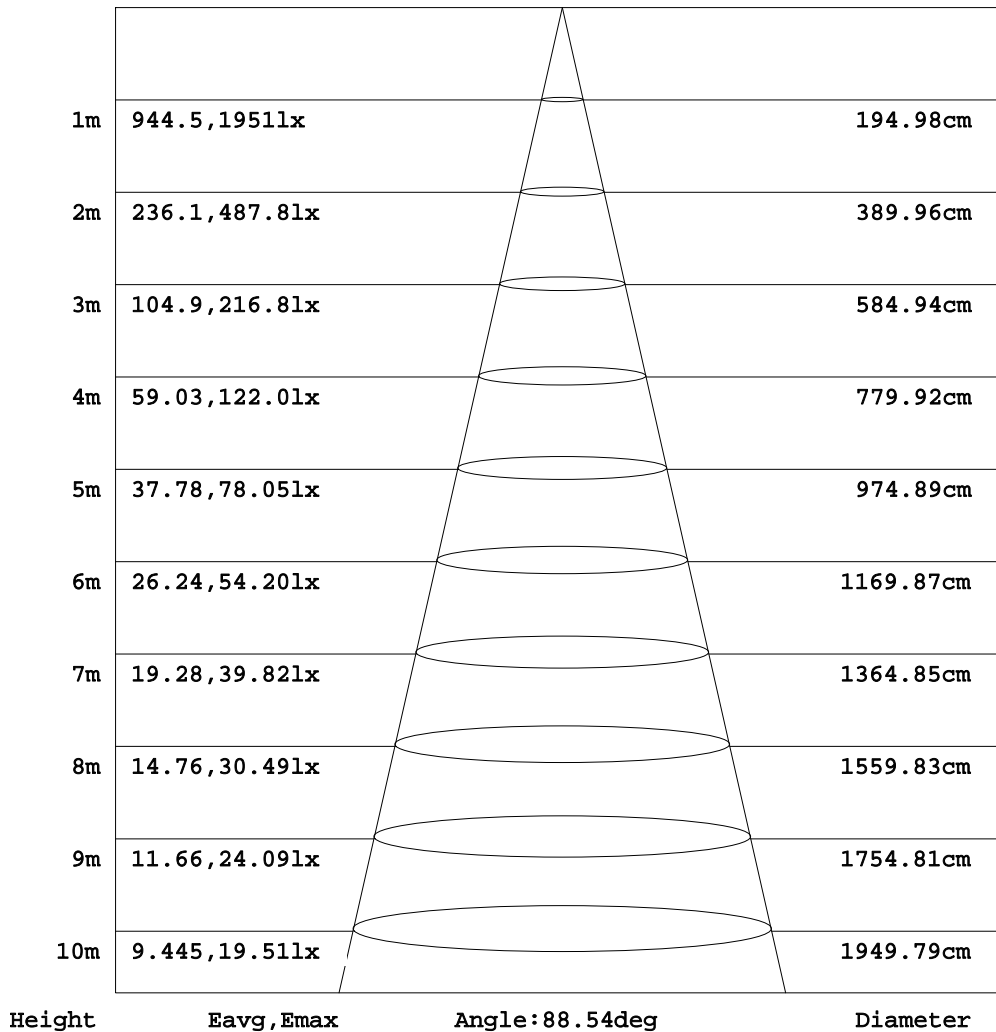 1m 944.5,1951lx 194.98cm
2m 236.1,487.8lx 389.96cm
3m 104.9,216.8lx 584.94cm
4m 59.03,122.0lx 779.92cm
5m 37.78,78.05lx 974.89cm
6m 26.24,54.20lx 1169.87cm
7m 19.28,39.82lx 1364.85cm
8m 14.76,30.49lx 1559.83cm
9m 11.66,24.09lx 1754.81cm
10m 9.445,19.51lx 1949.79cm
Height Eavg,Emax Angle:88.54deg Diameter